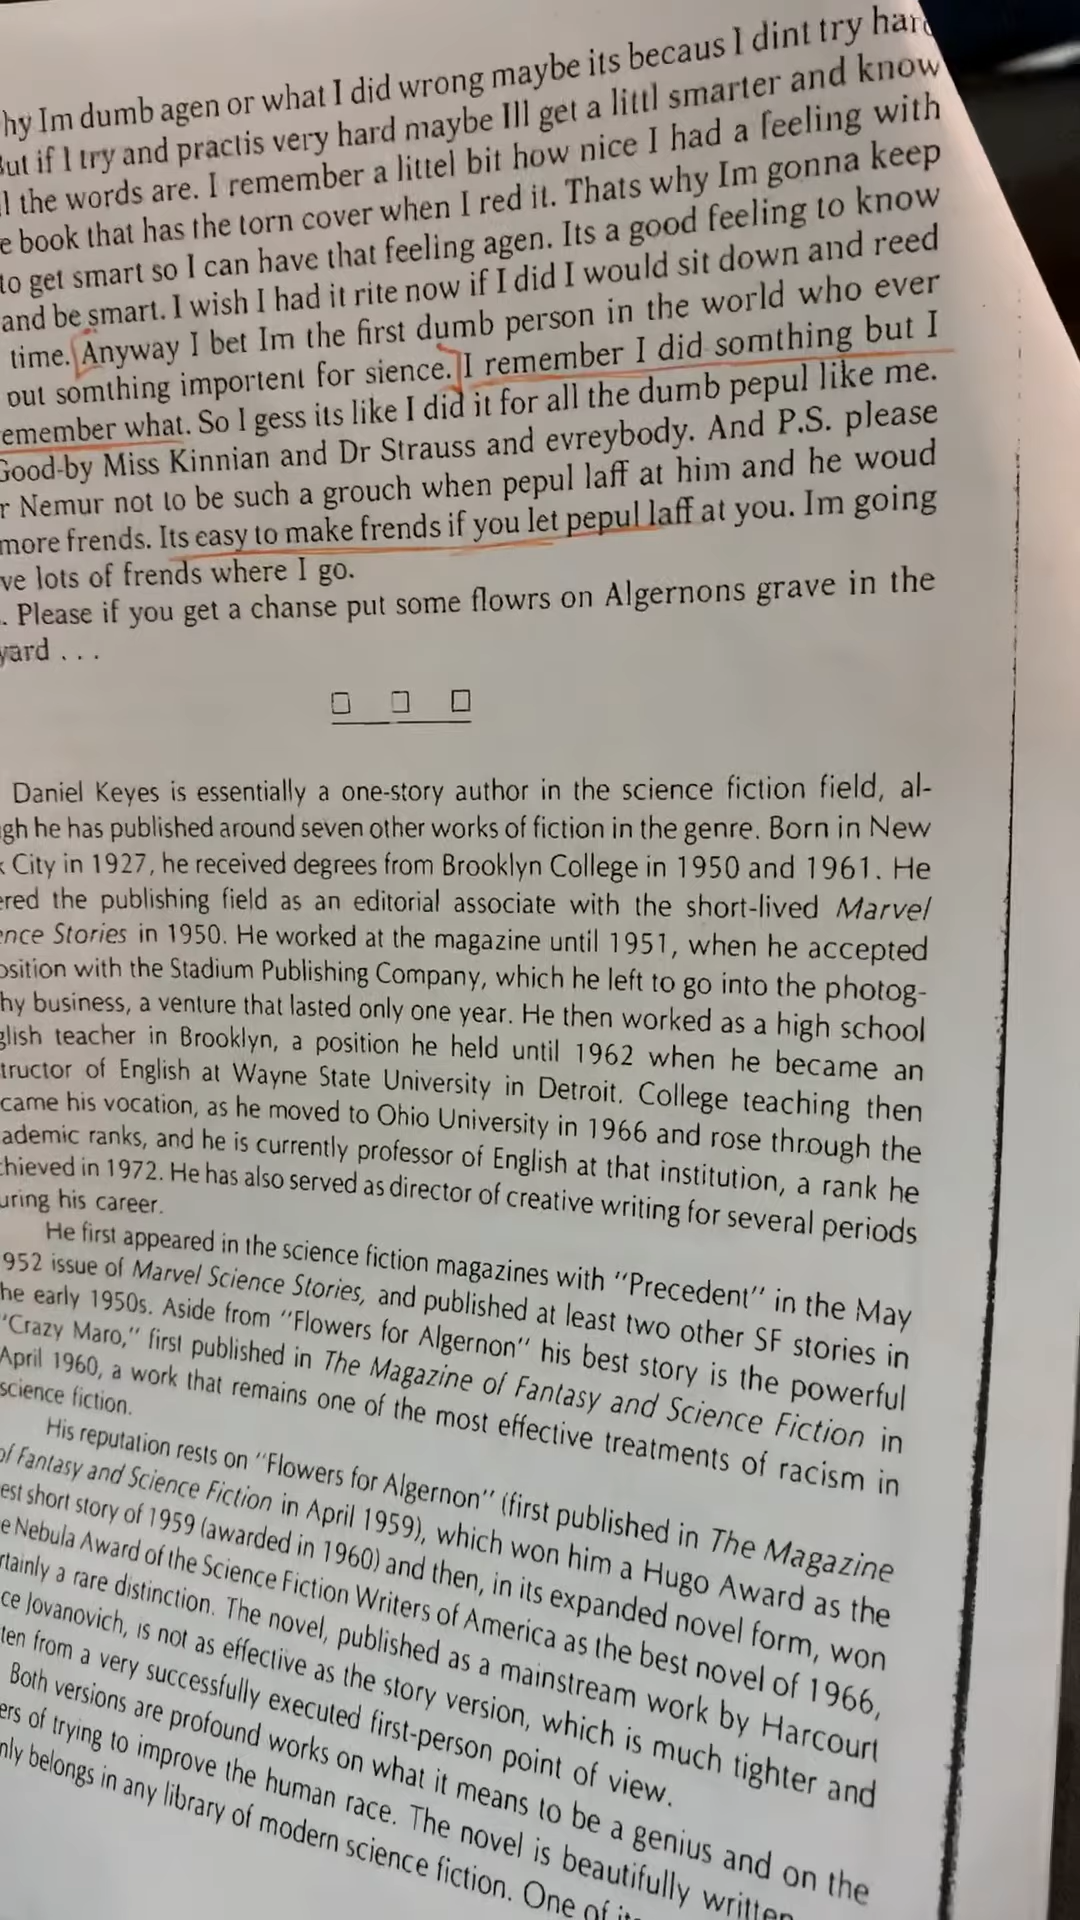 hy Im dumb agen or what I did wrong maybe its becaus I dint try hard
But if I try and practis very hard maybe Ill get a littl smarter and know
l the words are. I remember a littel bit how nice I had a feeling with
e book that has the torn cover when I red it. Thats why Im gonna keep
to get smart so I can have that feeling agen. Its a good feeling to know
and be smart. I wish I had it rite now if I did I would sit down and reed
time. Anyway I bet Im the first dumb person in the world who ever
out somthing importent for sience. I remember I did somthing but I
emember what. So I gess its like I did it for all the dumb pepul like me.
Good-by Miss Kinnian and Dr Strauss and evreybody. And P.S. please
r Nemur not to be such a grouch when pepul laff at him and he woud
more frends. Its easy to make frends if you let pepul laff at you. Im going
ve lots of frends where I go.
. Please if you get a chanse put some flowrs on Algernons grave in the
yard . . .
Daniel Keyes is essentially a one-story author in the science fiction field, al-
gh he has published around seven other works of fiction in the genre. Born in New
k City in 1927, he received degrees from Brooklyn College in 1950 and 1961. He
ered the publishing field as an editorial associate with the short-lived Marvel
ence Stories in 1950. He worked at the magazine until 1951, when he accepted
osition with the Stadium Publishing Company, which he left to go into the photog-
hy business, a venture that lasted only one year. He then worked as a high school
glish teacher in Brooklyn, a position he held until 1962 when he became an
tructor of English at Wayne State University in Detroit. College teaching then
came his vocation, as he moved to Ohio University in 1966 and rose through the
ademic ranks, and he is currently professor of English at that institution, a rank he
chieved in 1972. He has also served as director of creative writing for several periods
uring his career.
He first appeared in the science fiction magazines with "Precedent" in the May
952 issue of Marvel Science Stories, and published at least two other SF stories in
he early 1950s. Aside from "Flowers for Algernon" his best story is the powerful
"Crazy Maro," first published in The Magazine of Fantasy and Science Fiction in
April 1960, a work that remains one of the most effective treatments of racism in
science fiction.
His reputation rests on "Flowers for Algernon" (first published in The Magazine
of Fantasy and Science Fiction in April 1959), which won him a Hugo Award as the
est short story of 1959 (awarded in 1960) and then, in its expanded novel form, won
e Nebula Award of the Science Fiction Writers of America as the best novel of 1966,
rtainly a rare distinction. The novel, published as a mainstream work by Harcourt
ce Jovanovich, is not as effective as the story version, which is much tighter and
ten from a very successfully executed first-person point of view.
Both versions are profound works on what it means to be a genius and on the
ers of trying to improve the human race. The novel is beautifully written
nly belongs in any library of modern science fiction. One of